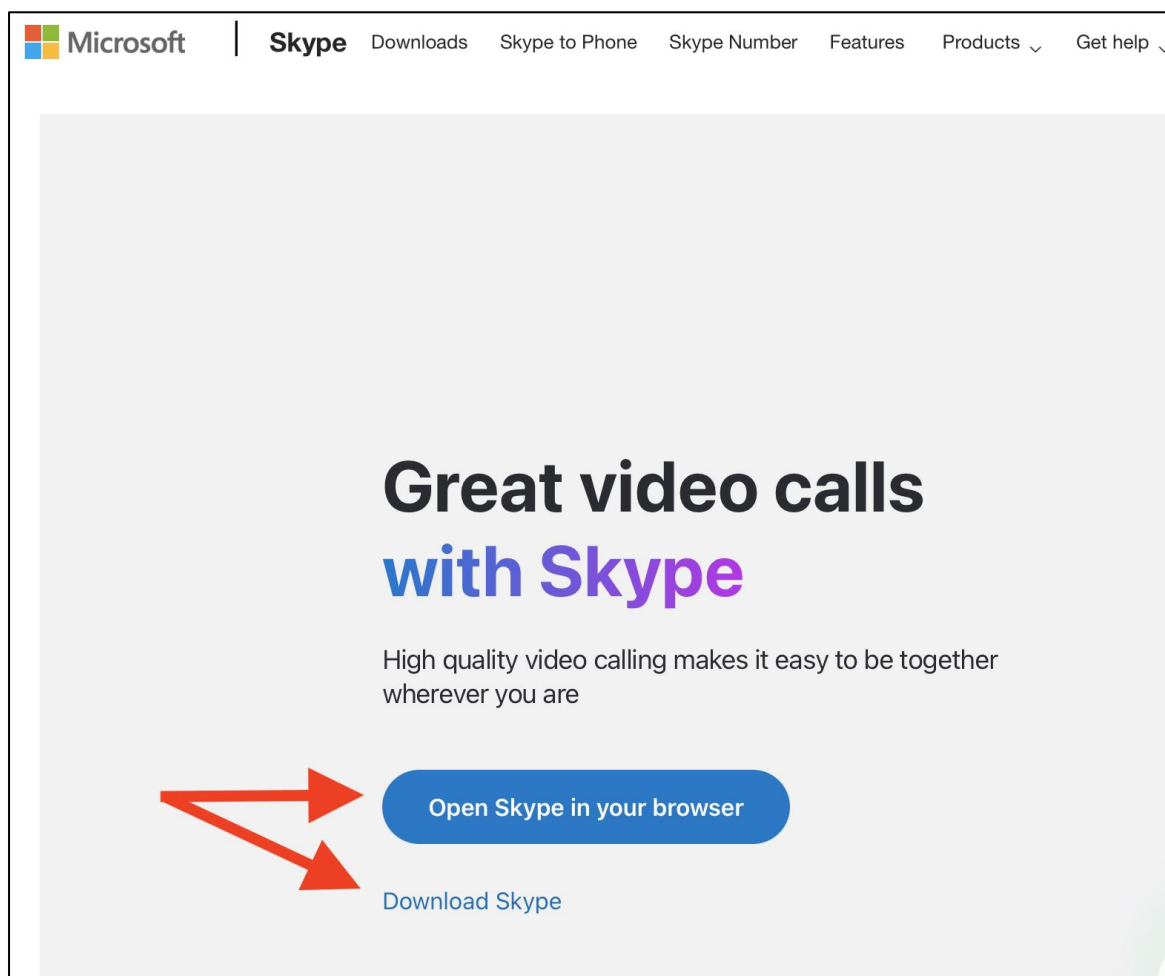 Microsoft Skype Downloads Skype to Phone Skype Number Features Products Get help
Great video calls
with Skype
High quality video calling makes it easy to be together
wherever you are
Open Skype in your browser
Download Skype